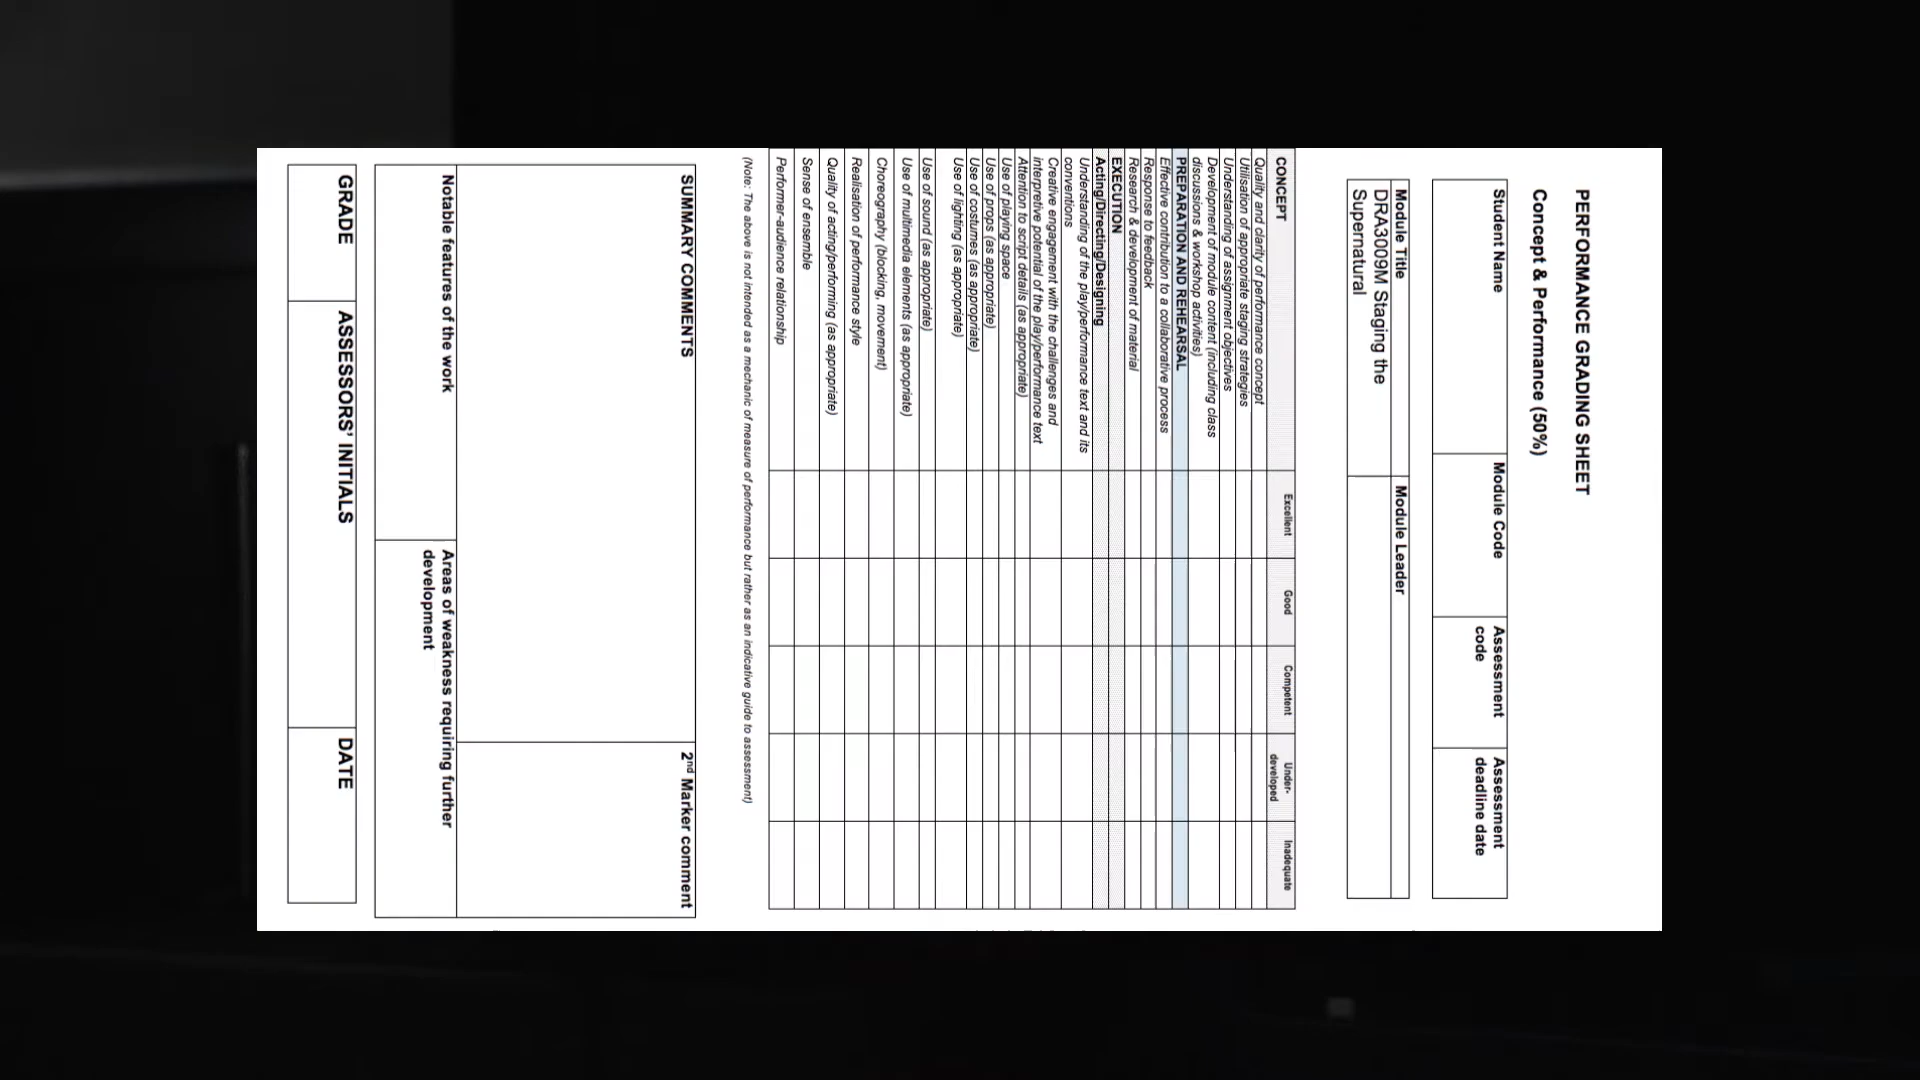 PERFORMANCE GRADING SHEET
Concept & Performance (50%)
Student Name
Module Code
Assessment
code
Assessment
deadline date
Module Title
DRA3009M Staging the
Supernatural
Module Leader
CONCEPT
Excellent
Good
Competent
Under-
developed
Inadequate
Quality and clarity of performance concept
Utilisation of appropriate staging strategies
Understanding of assignment objectives
Development of module content (including class
discussions & workshop activities)
PREPARATION AND REHEARSAL
Effective contribution to a collaborative process
Response to feedback
Research & development of material
EXECUTION
Acting/Directing/Designing
Understanding of the play/performance text and its
conventions
Creative engagement with the challenges and
interpretive potential of the play/performance text
Attention to script details (as appropriate)
Use of playing space
Use of props (as appropriate)
Use of costumes (as appropriate)
Use of lighting (as appropriate)
Use of sound (as appropriate)
Use of multimedia elements (as appropriate)
Choreography (blocking, movement)
Realisation of performance style
Quality of acting/performing (as appropriate)
Sense of ensemble
Performer-audience relationship
(Note: The above is not intended as a mechanic of measure of performance but rather as an indicative guide to assessment)
SUMMARY COMMENTS
2nd Marker comment
Notable features of the work
Areas of weakness requiring further
development
GRADE
ASSESSORS' INITIALS
DATE